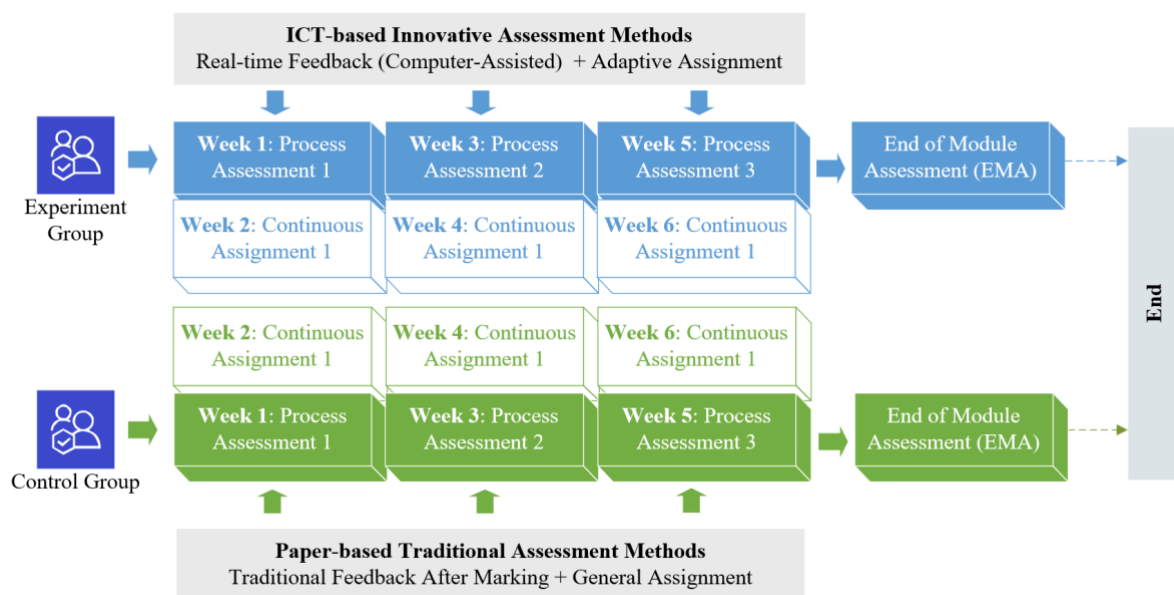 ICT-based Innovative Assessment Methods
Real-time Feedback (Computer-Assisted) + Adaptive Assignment
Experiment
Group
Week 1: Process
Assessment 1
Week 3: Process
Assessment 2
Week 5: Process
Assessment 3
End of Module
Assessment (EMA)
Week 2: Continuous
Assignment 1
Week 4: Continuous
Assignment 1
Week 6: Continuous
Assignment 1
End
Week 2: Continuous
Assignment 1
Week 4: Continuous
Assignment 1
Week 6: Continuous
Assignment 1
Control Group
Week 1: Process
Assessment 1
Week 3: Process
Assessment 2
Week 5: Process
Assessment 3
End of Module
Assessment (EMA)
Paper-based Traditional Assessment Methods
Traditional Feedback After Marking + General Assignment